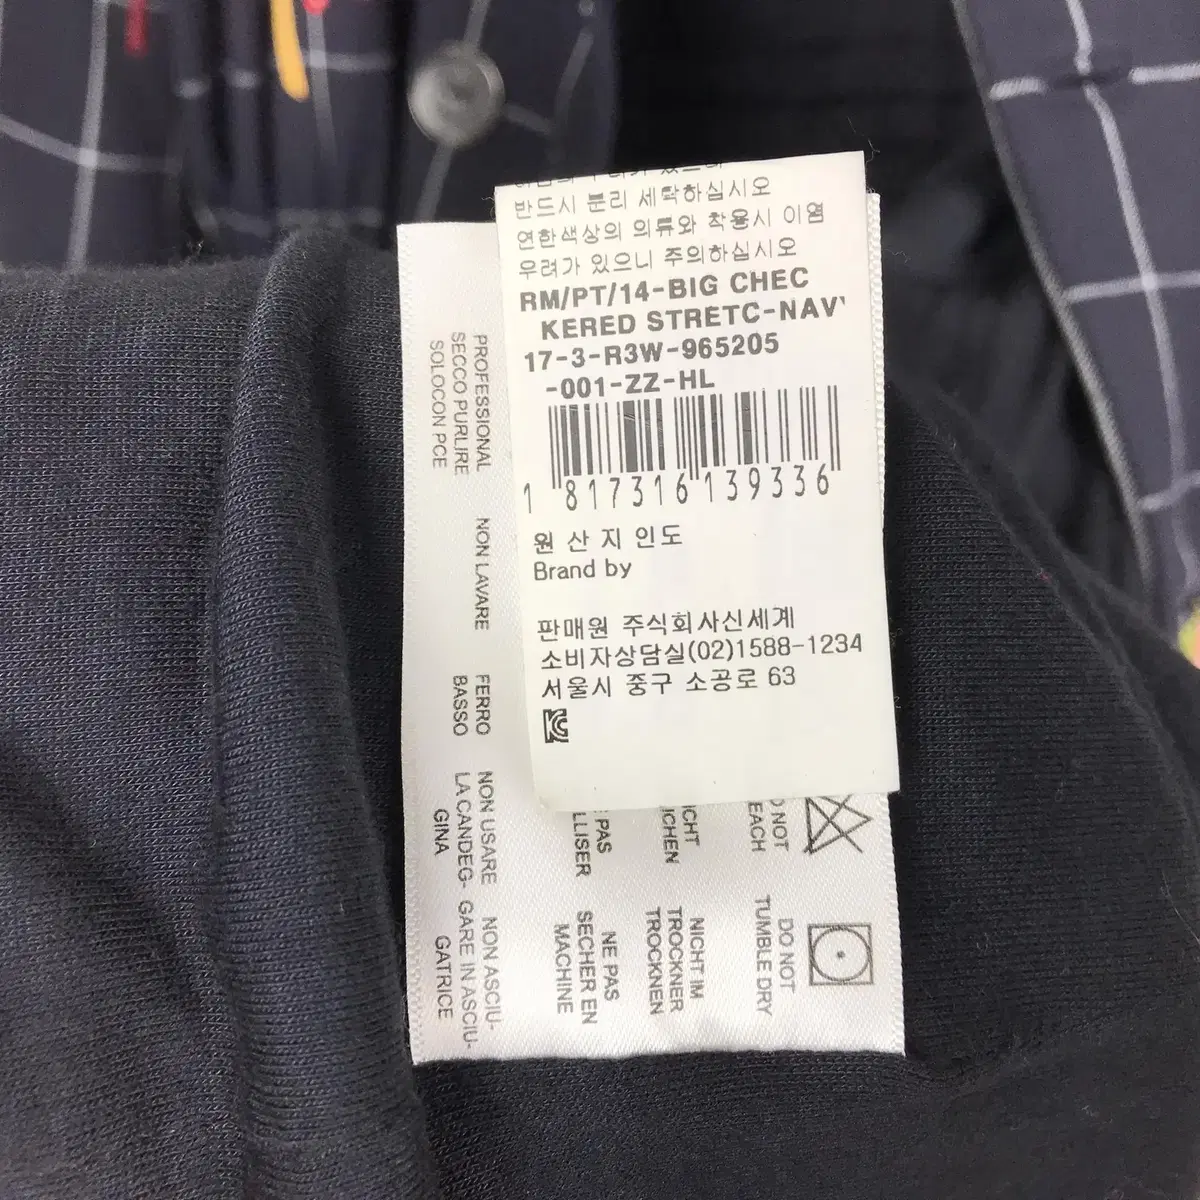 반드시 분리 세탁하십시오
연한색상의 의류와 착용시 이염
우려가 있으니 주의하십시오
RM/PT/14-BIG CHEC
KERED STRETC-NAV
17-3-R3W-965205
-001-ZZ-HL
1 817316 139336
원 산 지 인도
Brand by
판매원 주식회사신세계
소비자상담실(02)1588-1234
서울시 중구 소공로 63
PROFESSIONAL
SECCO PURLIRE
SOLOCON PCE
NON LAVARE
FERRO
BASSO
NON USARE
LA CANDEG-
GINA
NON ASCIU-
GARE IN ASCIU-
GATRICE
PAS
LLISER
NE PAS
SECHER EN
MACHINE
ICHT
ICHEN
NICHT IM
TROCKNER
TROCKNEN
NOT
EACH
DO NOT
TUMBLE DRY